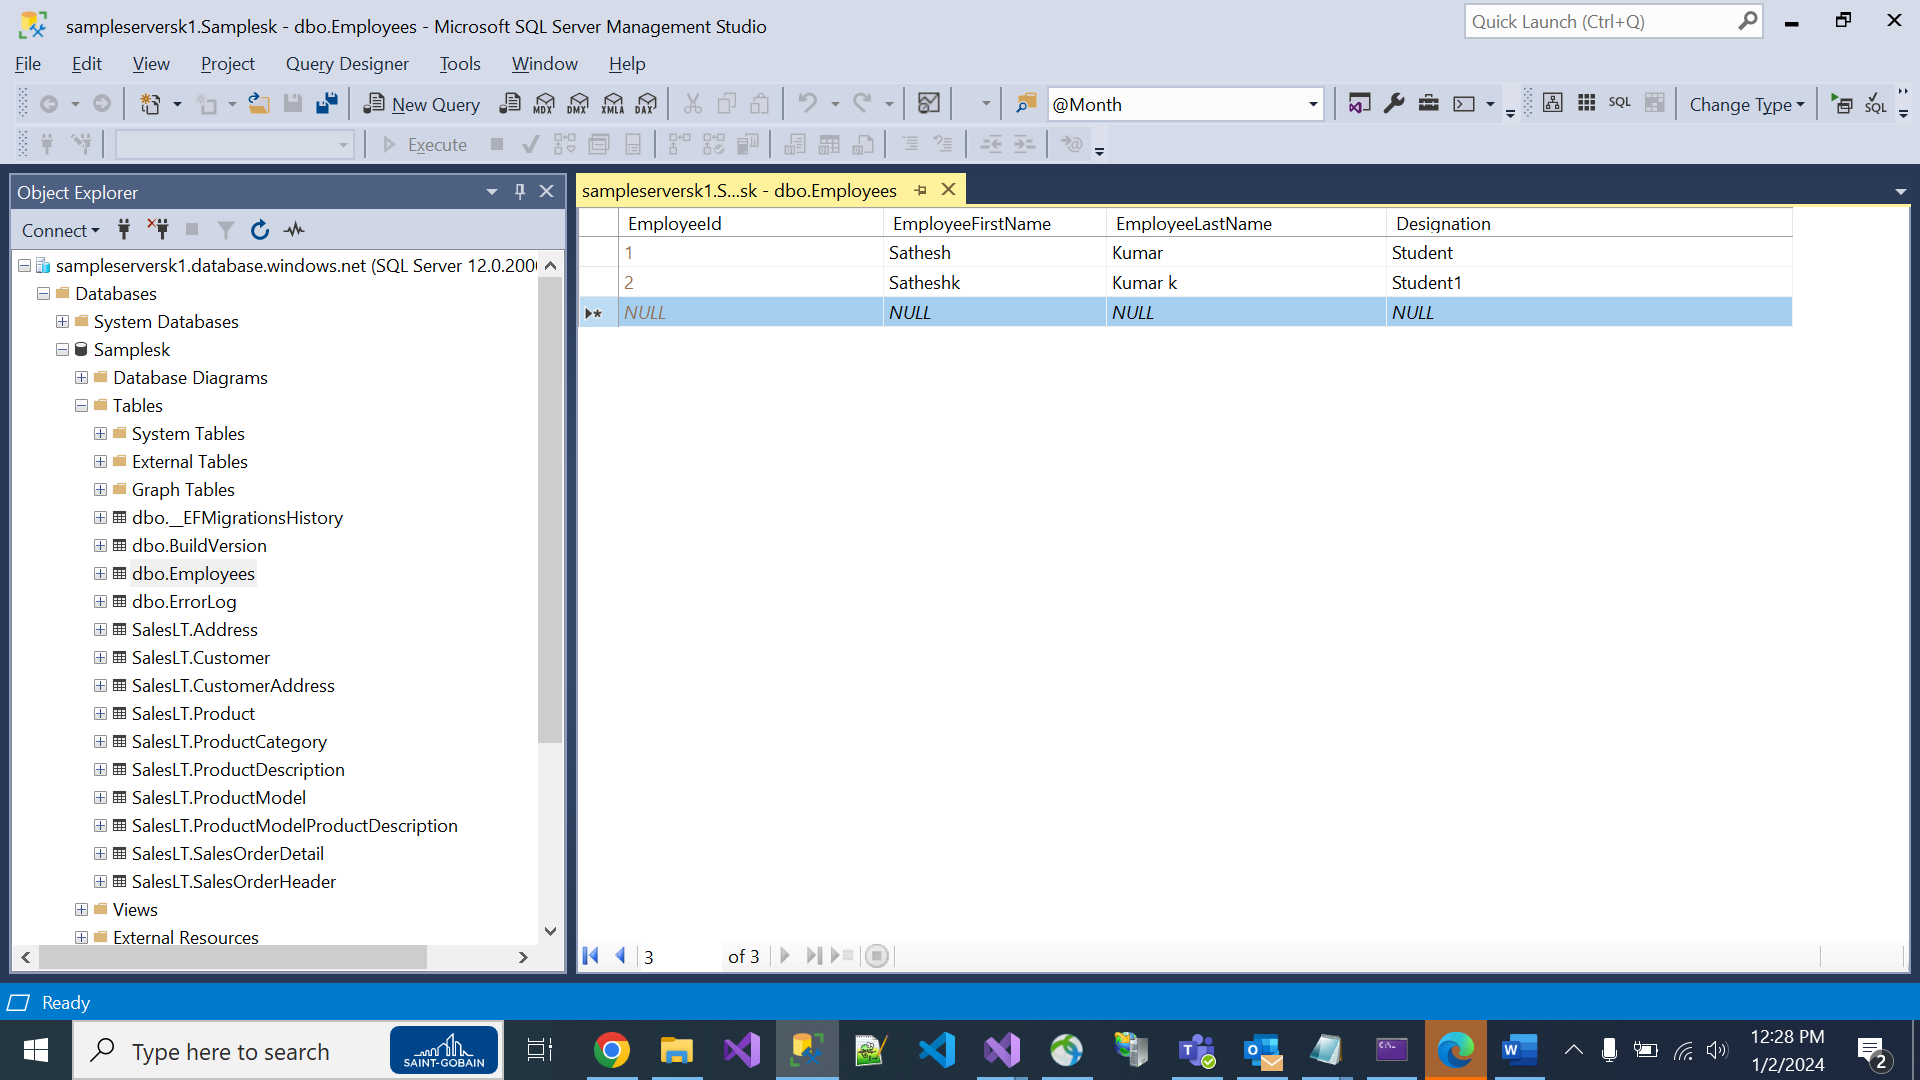 sampleserversk1.Samplesk - dbo.Employees - Microsoft SQL Server Management Studio
Quick Launch (Ctrl+Q)
File Edit View Project Query Designer Tools Window Help
New Query MDX DMX XMLA DAX @Month SQL Change Type SQL
Execute
Object Explorer
Connect
sampleserversk1.database.windows.net (SQL Server 12.0.200
Databases
System Databases
Samplesk
Database Diagrams
Tables
System Tables
External Tables
Graph Tables
dbo.__EFMigrationsHistory
dbo.BuildVersion
dbo.Employees
dbo.ErrorLog
SalesLT.Address
SalesLT.Customer
SalesLT.CustomerAddress
SalesLT.Product
SalesLT.ProductCategory
SalesLT.ProductDescription
SalesLT.ProductModel
SalesLT.ProductModelProductDescription
SalesLT.SalesOrderDetail
SalesLT.SalesOrderHeader
Views
External Resources
sampleserversk1.S...sk - dbo.Employees
EmployeeId EmployeeFirstName EmployeeLastName Designation
1 Sathesh Kumar Student
2 Satheshk Kumar k Student1
NULL NULL NULL NULL
3 of 3
Ready
Type here to search
SAINT-GOBAIN
12:28 PM
1/2/2024
2